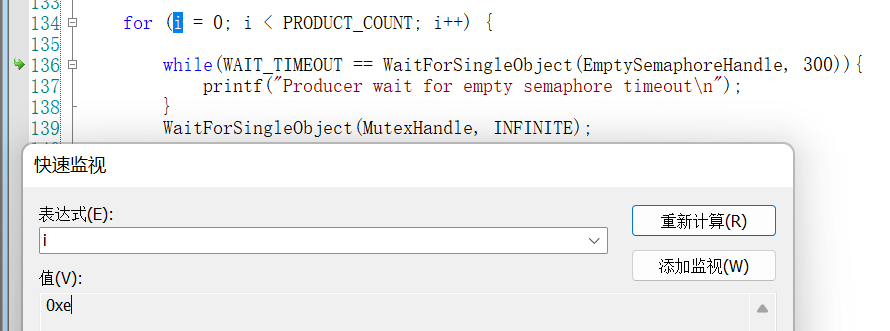 133
134 for (i = 0; i < PRODUCT_COUNT; i++) {
135
136 while(WAIT_TIMEOUT == WaitForSingleObject(EmptySemaphoreHandle, 300)){
137 printf("Producer wait for empty semaphore timeout\n");
138 }
139 WaitForSingleObject(MutexHandle, INFINITE);
快速监视
表达式(E):
i
重新计算(R)
添加监视(W)
值(V):
0xe